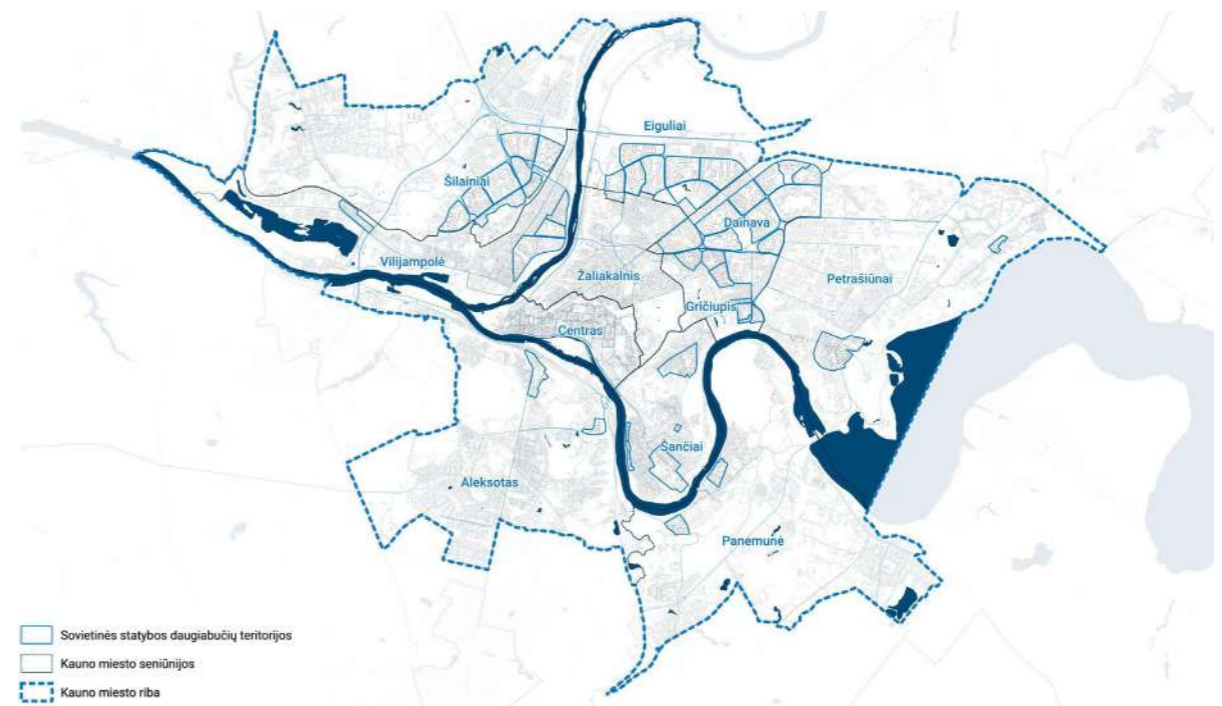 Eiguliai
Šilainiai
Dainava
Vilijampolė
Žaliakalnis
Petrašiūnai
Gričiupis
Centras
Šančiai
Aleksotas
Panemunė
Sovietinės statybos daugiabučių teritorijos
Kauno miesto seniūnijos
Kauno miesto riba